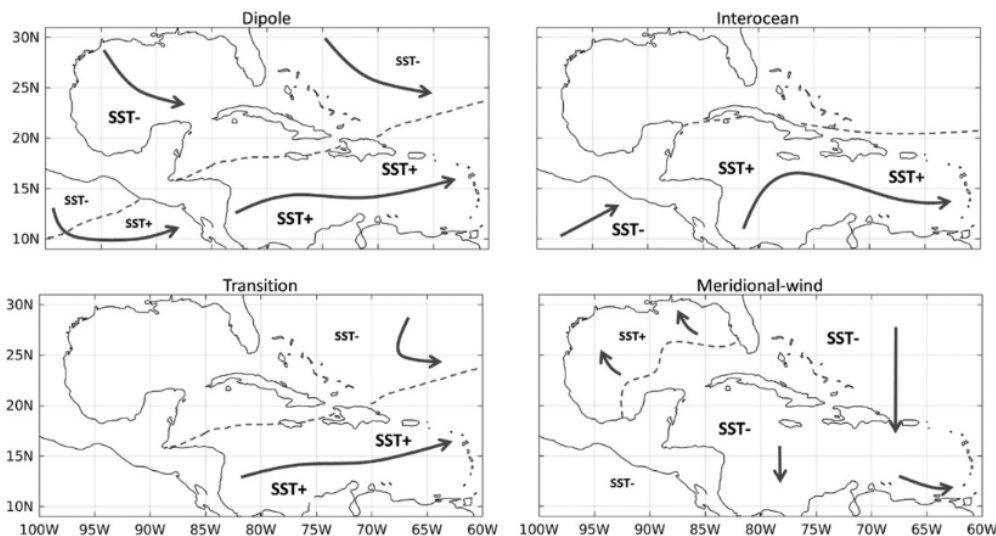 Dipole
30N
25N
20N
15N
10N
SST-
SST-
SST-
SST+
SST+
SST+
Interocean
SST+
SST+
SST-
Transition
30N
25N
20N
15N
10N
SST-
SST+
SST+
100W 95W 90W 85W 80W 75W 70W 65W 60W
Meridional-wind
SST+
SST-
SST-
SST-
100W 95W 90W 85W 80W 75W 70W 65W 60W